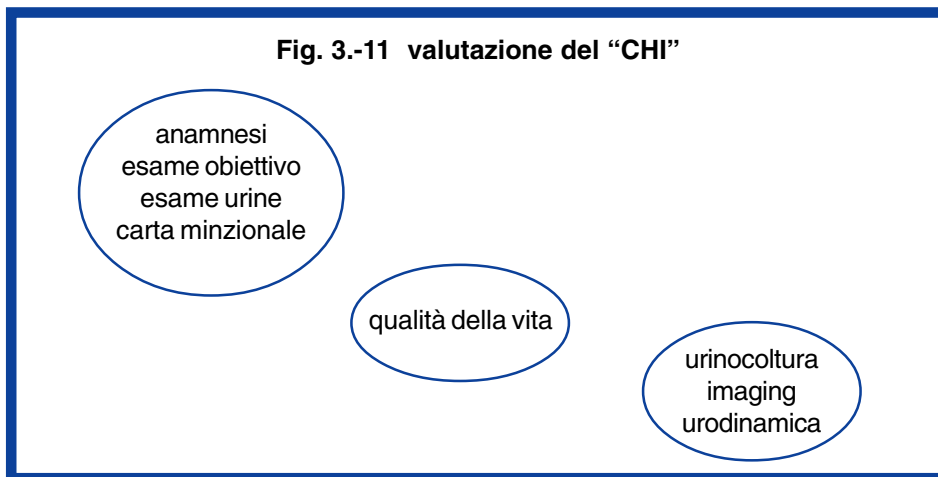 Fig. 3.-11 valutazione del “CHI”
anamnesi
esame obiettivo
esame urine
carta minzionale
qualità della vita
urinocoltura
imaging
urodinamica